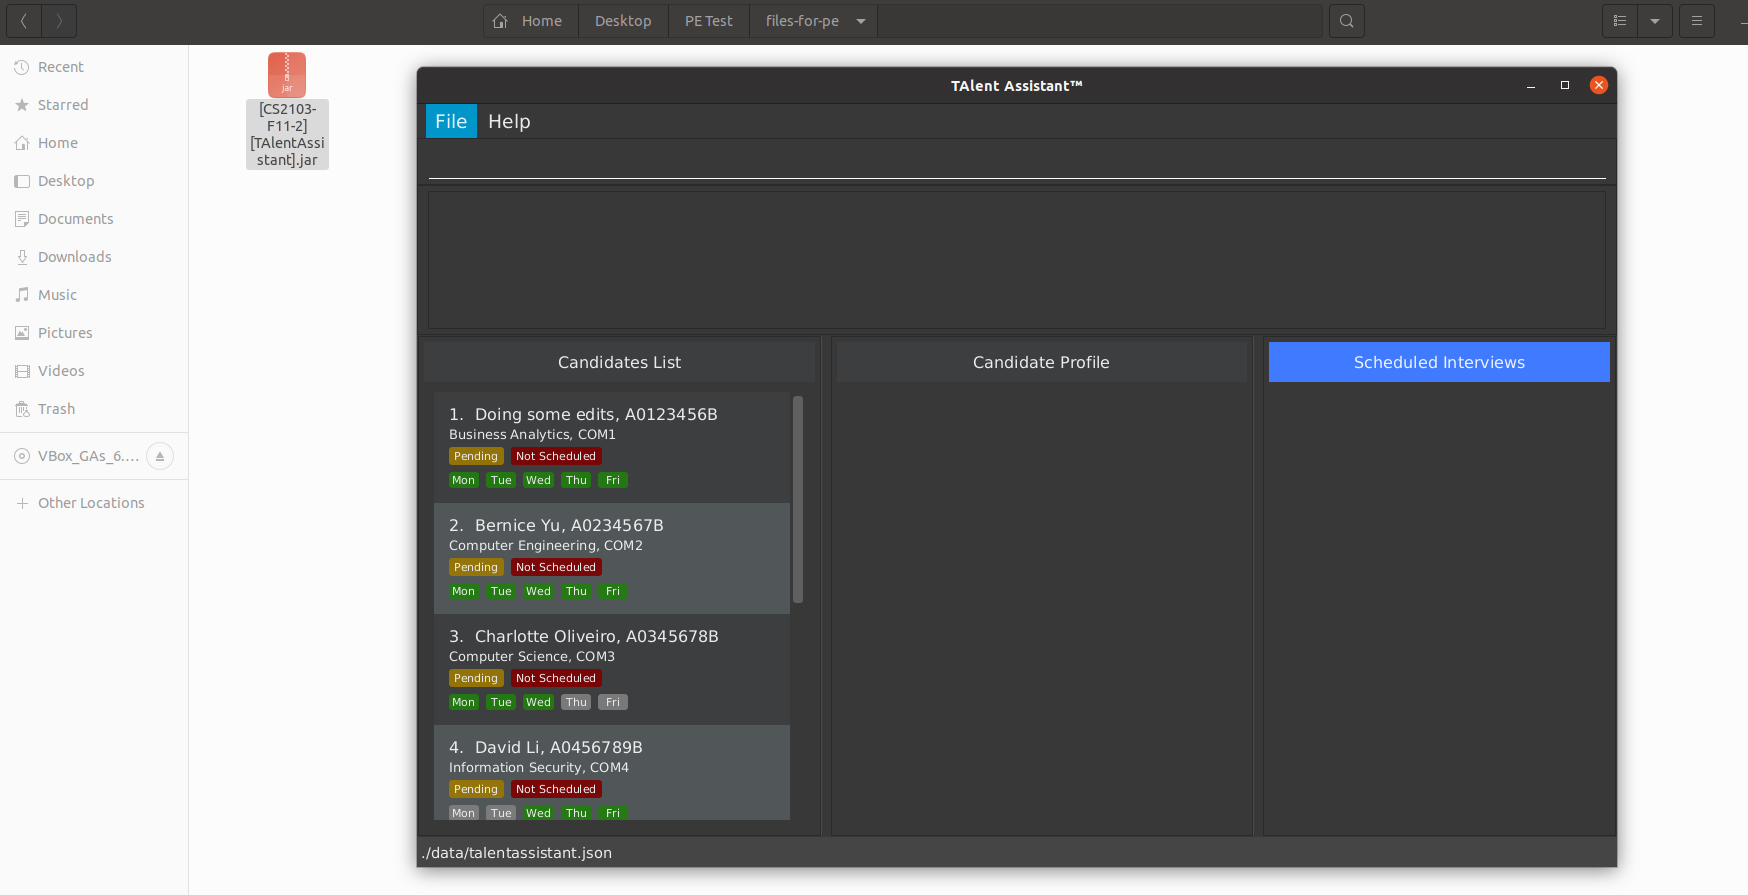 Home
Desktop
PE Test
files-for-pe
Recent
Starred
Home
Desktop
Documents
Downloads
Music
Pictures
Videos
Trash
VBox_GAs_6....
Other Locations
jar
[CS2103-
F11-2]
[TAlentAssi
stant].jar
TAlent Assistant™
File Help
Candidates List
1. Doing some edits, A0123456B
Business Analytics, COM1
Pending Not Scheduled
Mon Tue Wed Thu Fri
2. Bernice Yu, A0234567B
Computer Engineering, COM2
Pending Not Scheduled
Mon Tue Wed Thu Fri
3. Charlotte Oliveiro, A0345678B
Computer Science, COM3
Pending Not Scheduled
Mon Tue Wed Thu Fri
4. David Li, A0456789B
Information Security, COM4
Pending Not Scheduled
Mon Tue Wed Thu Fri
Candidate Profile
Scheduled Interviews
./data/talentassistant.json